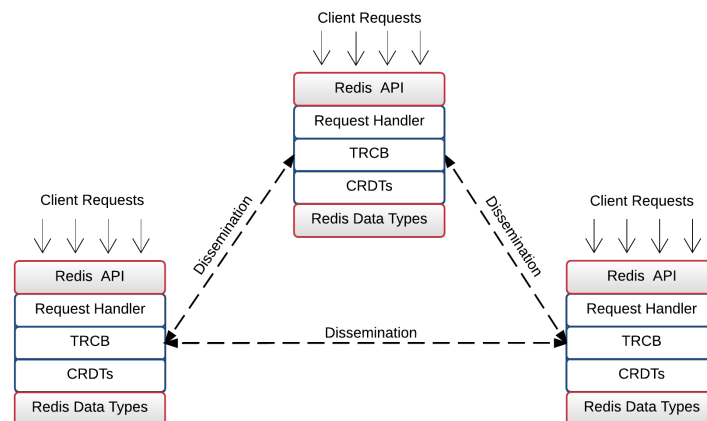 Client Requests
Redis API
Request Handler
TRCB
CRDTs
Redis Data Types
Dissemination
Dissemination
Client Requests
Redis API
Request Handler
TRCB
CRDTs
Redis Data Types
Dissemination
Client Requests
Redis API
Request Handler
TRCB
CRDTs
Redis Data Types